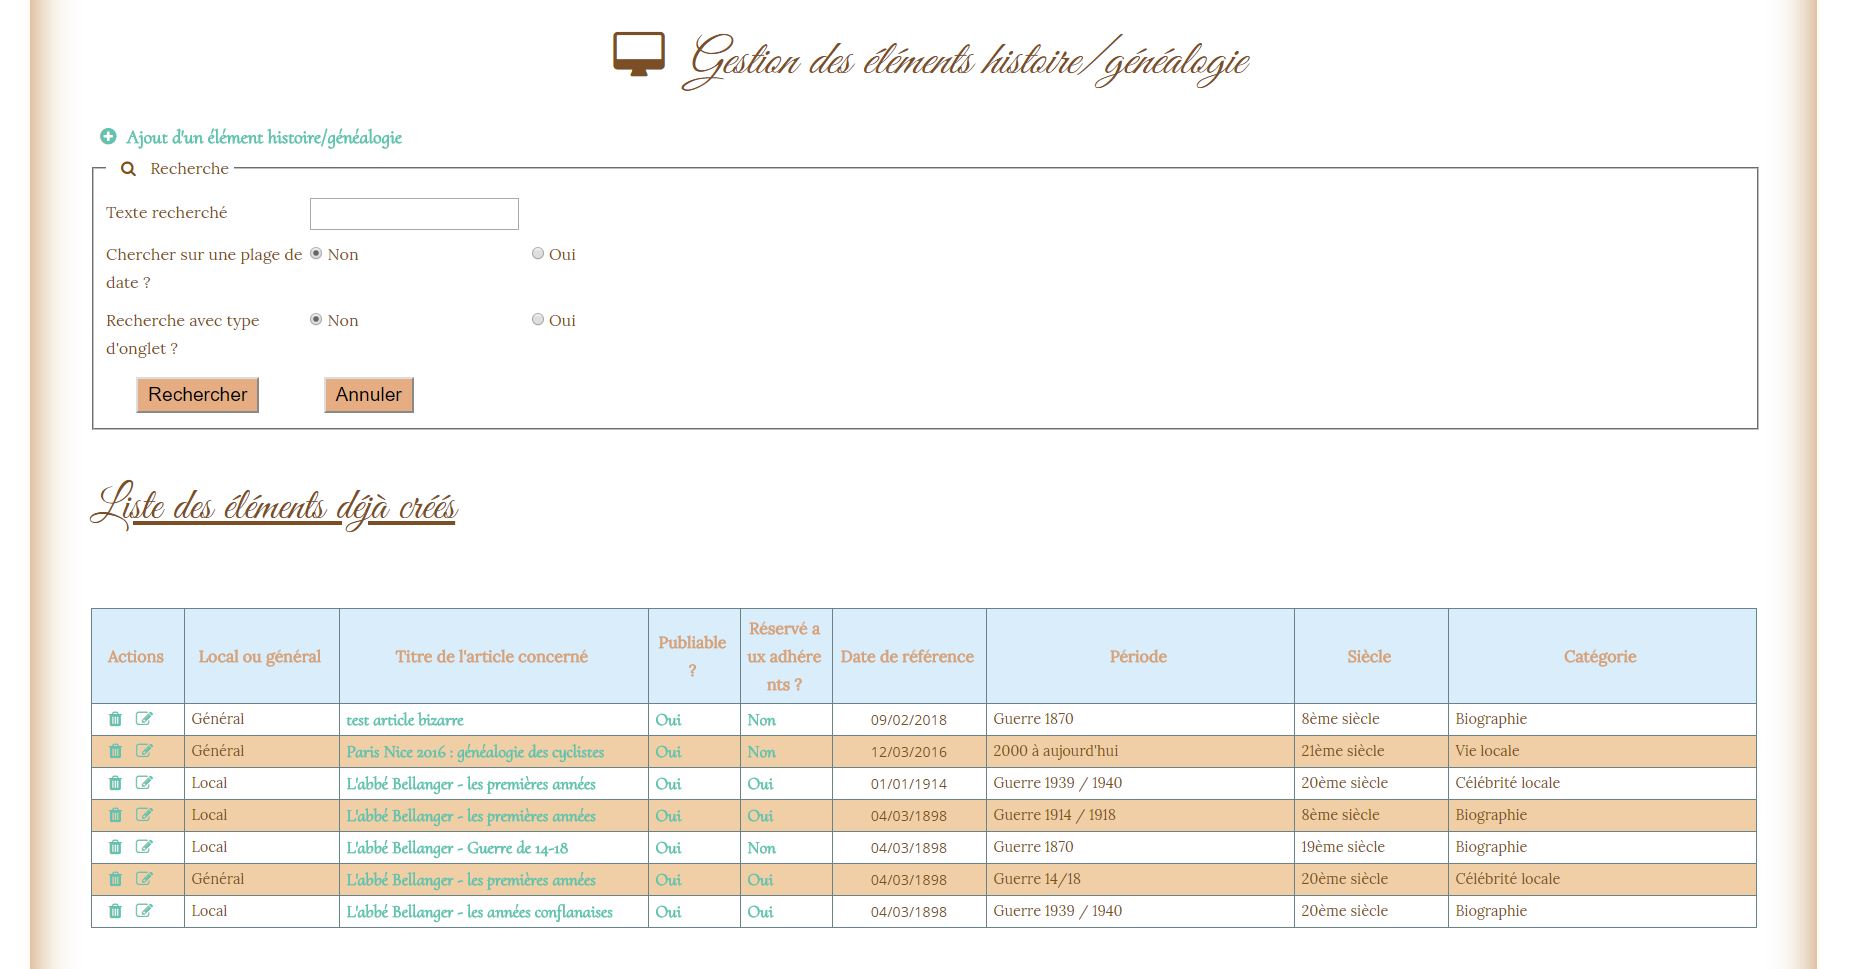 Gestion des éléments histoire/généalogie
Ajout d'un élément histoire/généalogie
Recherche
Texte recherché
Chercher sur une plage de date ? Non Oui
Recherche avec type d'onglet ? Non Oui
Rechercher Annuler
Liste des éléments déjà créés
Actions Local ou général Titre de l'article concerné Publiable ? Réservé a ux adhére nts ? Date de référence Période Siècle Catégorie
Général test article bizarre Oui Non 09/02/2018 Guerre 1870 8ème siècle Biographie
Général Paris Nice 2016 : généalogie des cyclistes Oui Non 12/03/2016 2000 à aujourd'hui 21ème siècle Vie locale
Local L'abbé Bellanger - les premières années Oui Oui 01/01/1914 Guerre 1939 / 1940 20ème siècle Célébrité locale
Local L'abbé Bellanger - les premières années Oui Oui 04/03/1898 Guerre 1914 / 1918 8ème siècle Biographie
Local L'abbé Bellanger - Guerre de 14-18 Oui Non 04/03/1898 Guerre 1870 19ème siècle Biographie
Général L'abbé Bellanger - les premières années Oui Oui 04/03/1898 Guerre 14/18 20ème siècle Célébrité locale
Local L'abbé Bellanger - les années conflanaises Oui Oui 04/03/1898 Guerre 1939 / 1940 20ème siècle Biographie